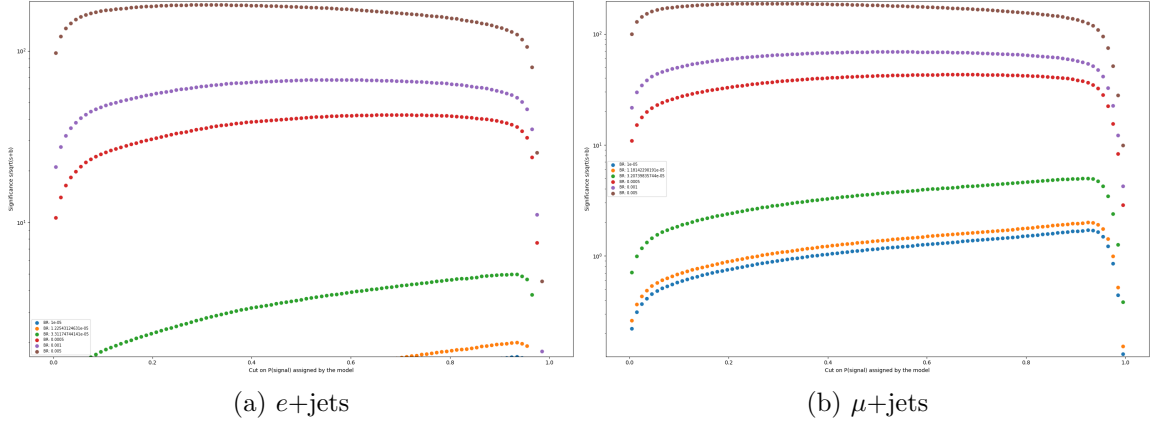 10²
10¹
Significance s/sqrt(s+b)
BR: 1e-05
BR: 1.22543124631e-05
BR: 3.31174744141e-05
BR: 0.0005
BR: 0.001
BR: 0.005
0.0 0.2 0.4 0.6 0.8 1.0
Cut on P(signal) assigned by the model
(a) e+jets
10²
10¹
10⁰
Significance s/sqrt(s+b)
BR: 1e-05
BR: 1.18142290191e-05
BR: 3.20739835744e-05
BR: 0.0005
BR: 0.001
BR: 0.005
0.0 0.2 0.4 0.6 0.8 1.0
Cut on P(signal) assigned by the model
(b) μ+jets